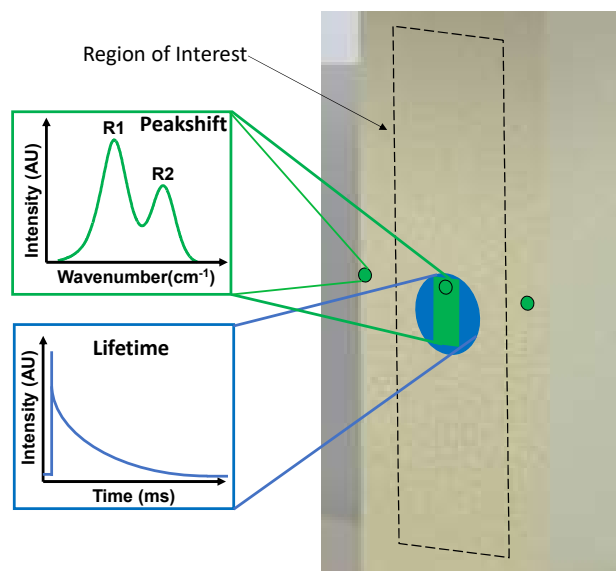 Region of Interest
Peakshift
R1
R2
Intensity (AU)
Wavenumber(cm-1)
Lifetime
Intensity (AU)
Time (ms)